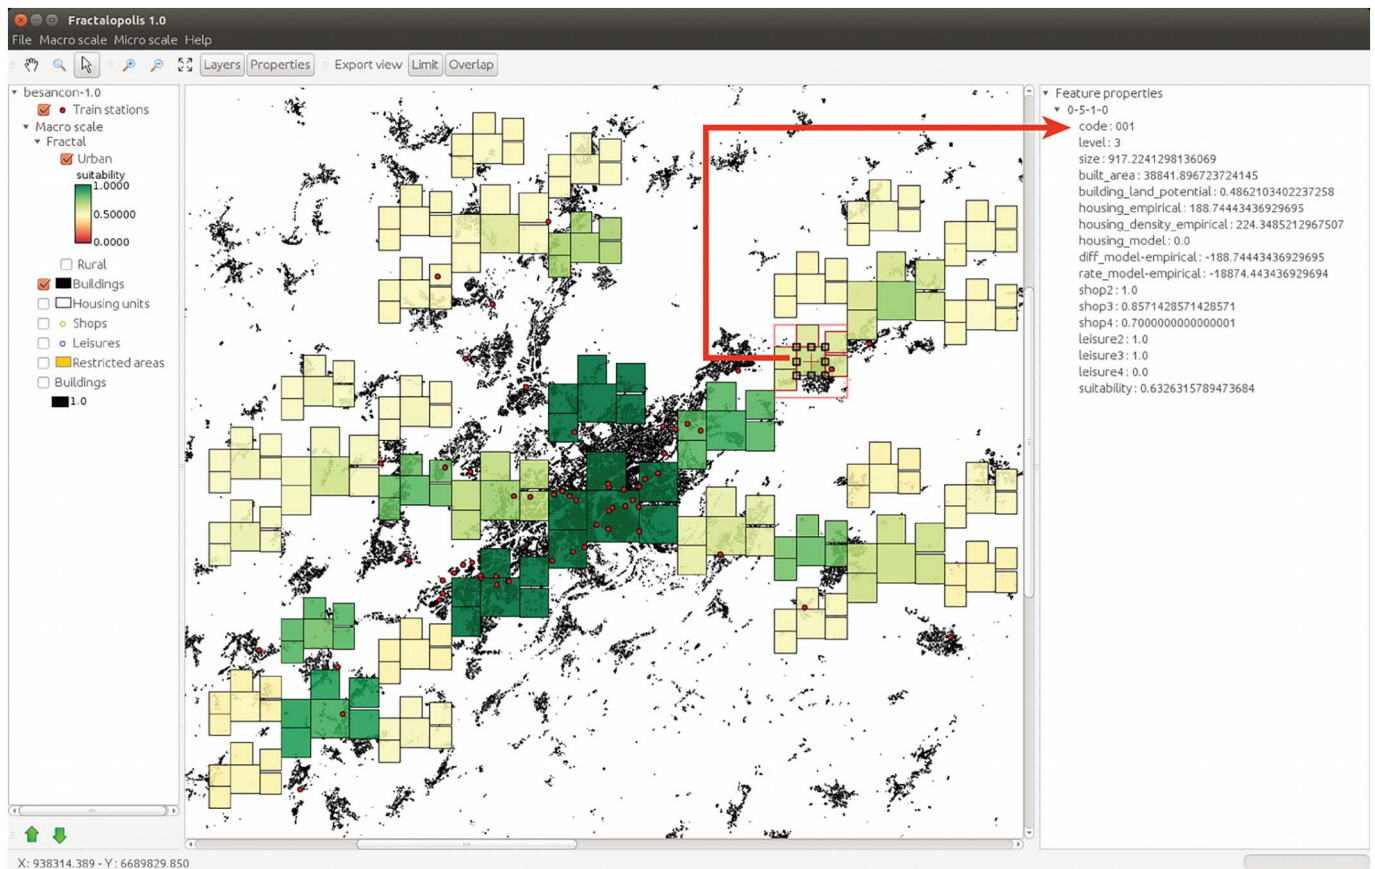 Fractalopolis 1.0
File Macro scale Micro scale Help
Layers Properties Export view Limit Overlap
besancon-1.0
Train stations
Macro scale
Fractal
Urban
suitability
1.0000
0.50000
0.0000
Rural
Buildings
Housing units
Shops
Leisures
Restricted areas
Buildings
1.0
Feature properties
0-5-1-0
code : 001
level : 3
size : 917.2241298136069
built_area : 38841.896723724145
building_land_potential : 0.4862103402237258
housing_empirical : 188.74443436929695
housing_density_empirical : 224.3485212967507
housing_model : 0.0
diff_model-empirical : -188.74443436929695
rate_model-empirical : -18874.443436929694
shop2 : 1.0
shop3 : 0.8571428571428571
shop4 : 0.7000000000000001
leisure2 : 1.0
leisure3 : 1.0
leisure4 : 0.0
suitability : 0.6326315789473684
X: 938314.389 - Y : 6689829.850